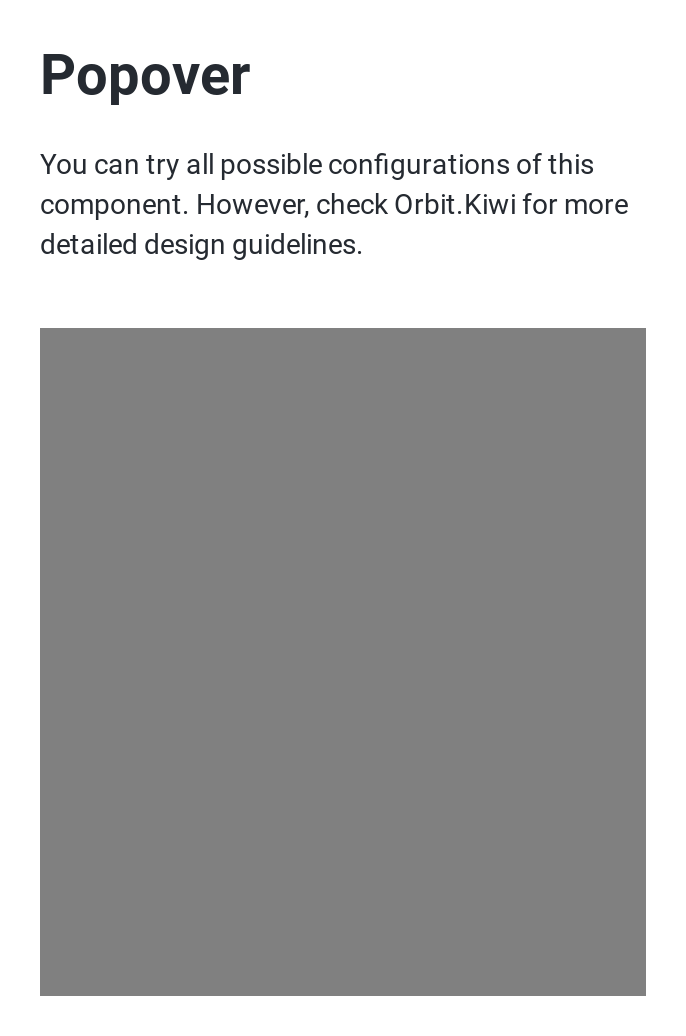 Popover
You can try all possible configurations of this
component. However, check Orbit.Kiwi for more
detailed design guidelines.